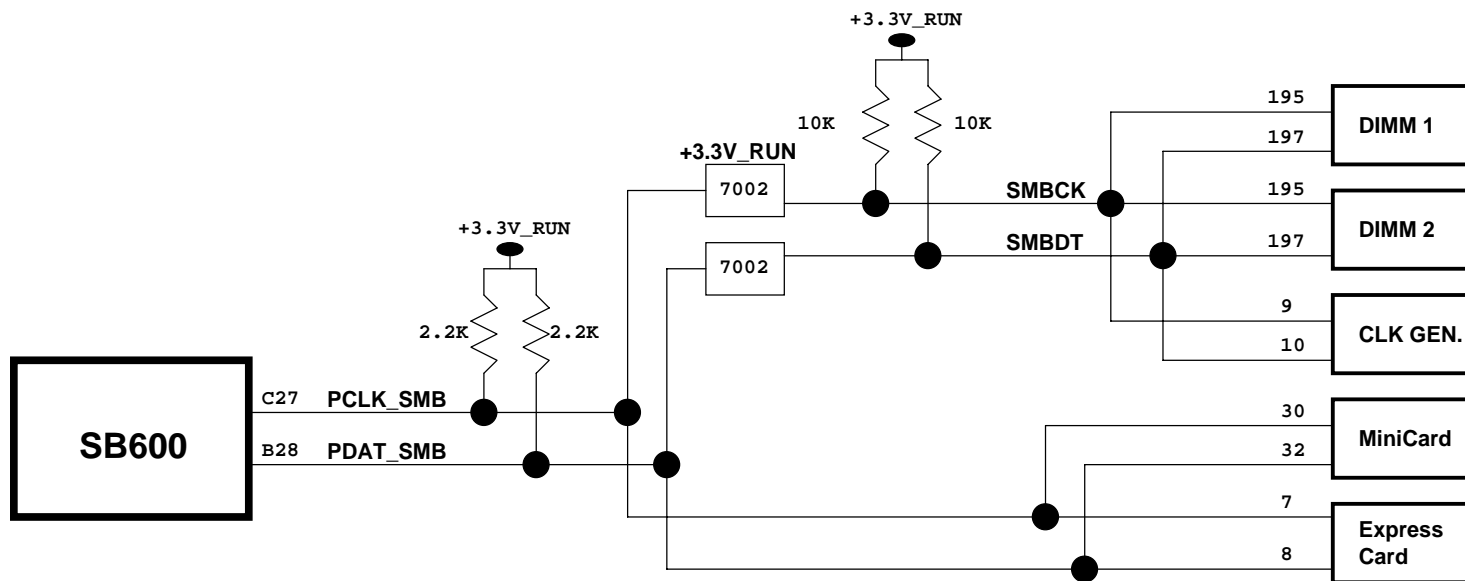 +3.3V_RUN
10K 10K
195
DIMM 1
197
+3.3V_RUN
7002
SMBCK
195
DIMM 2
+3.3V_RUN
7002
SMBDT
197
2.2K 2.2K
9
CLK GEN.
10
SB600
C27 PCLK_SMB
B28 PDAT_SMB
30
MiniCard
32
7
Express
Card
8